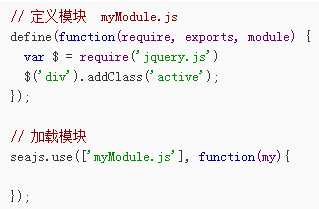 // 定义模块  myModule.js
define(function(require, exports, module) {
  var $ = require('jquery.js')
  $('div').addClass('active');
});
// 加载模块
seajs.use(['myModule.js'], function(my){
});